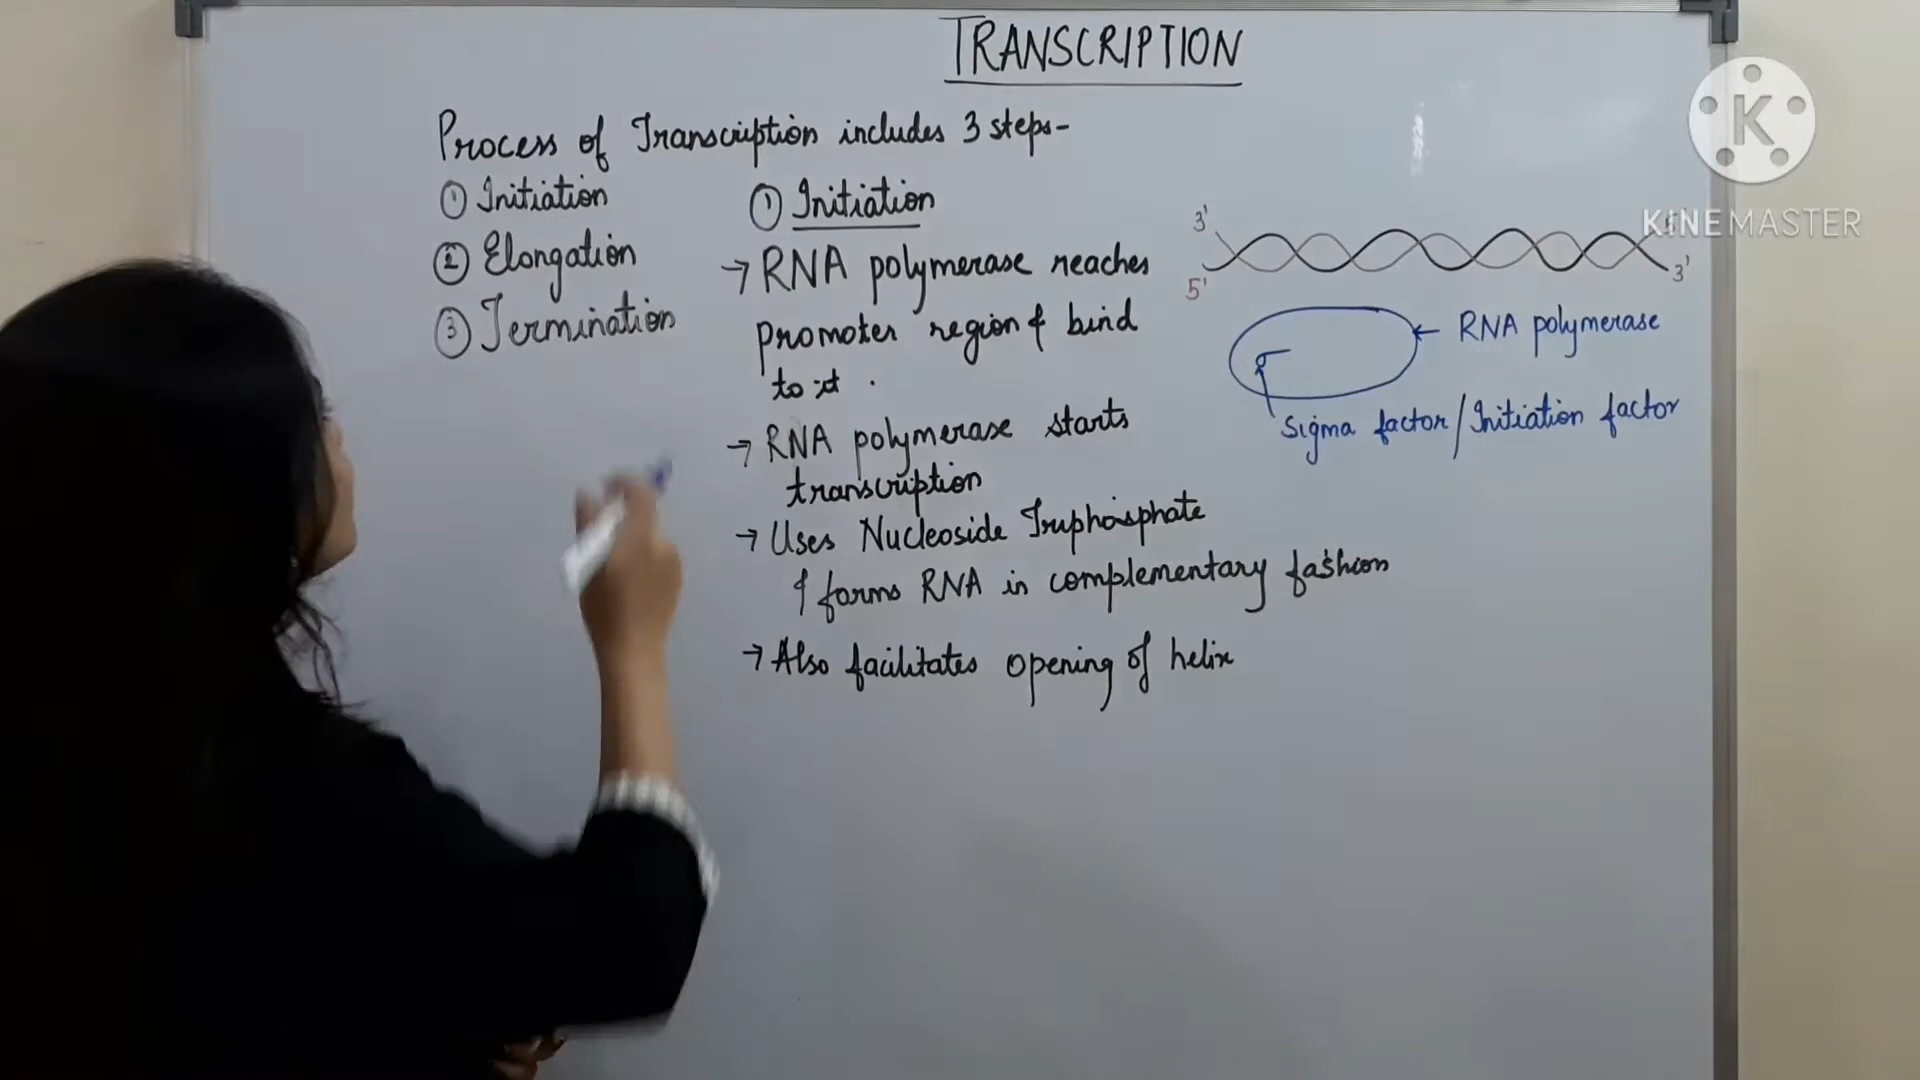 TRANSCRIPTION
Process of Transcription includes 3 steps-
① Initiation
② Elongation
③ Termination
① Initiation
→ RNA polymerase reaches
promoter region & bind
to it .
→ RNA polymerase starts
transcription
→ Uses Nucleoside Triphosphate
& forms RNA in complementary fashion
→ Also facilitates opening of helix
3'
5'
5'
3'
← RNA polymerase
σ
Sigma factor/Initiation factor
K
KINEMASTER